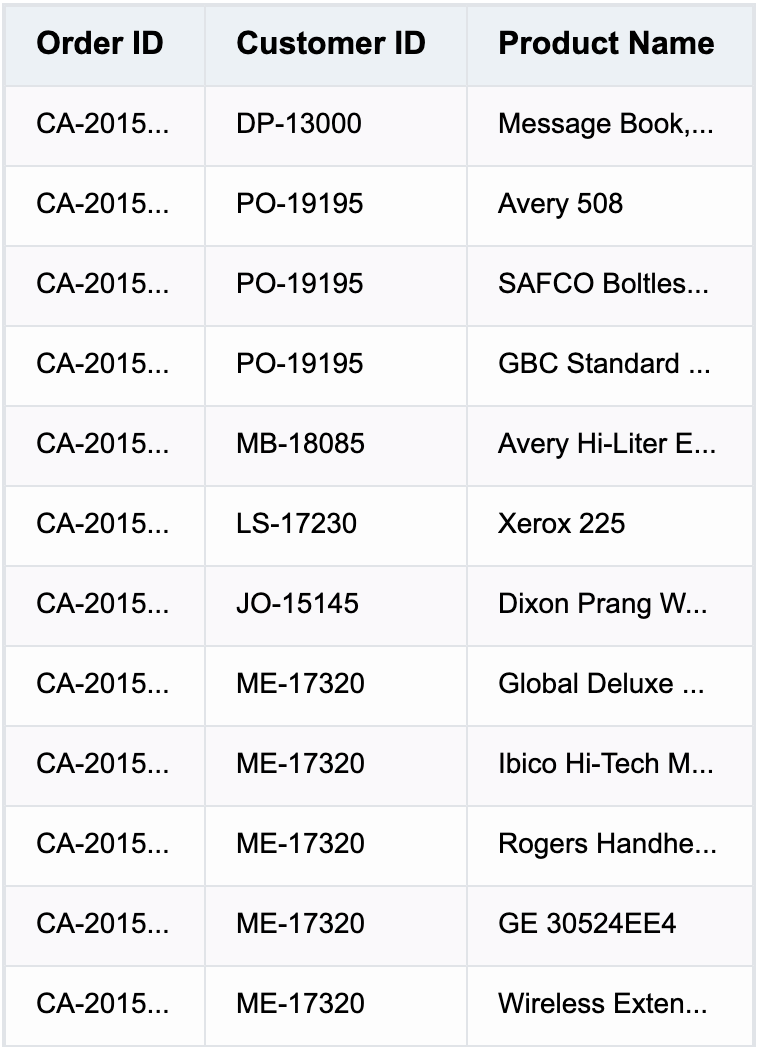 Order ID Customer ID Product Name
CA-2015... DP-13000 Message Book,...
CA-2015... PO-19195 Avery 508
CA-2015... PO-19195 SAFCO Boltles...
CA-2015... PO-19195 GBC Standard ...
CA-2015... MB-18085 Avery Hi-Liter E...
CA-2015... LS-17230 Xerox 225
CA-2015... JO-15145 Dixon Prang W...
CA-2015... ME-17320 Global Deluxe ...
CA-2015... ME-17320 Ibico Hi-Tech M...
CA-2015... ME-17320 Rogers Handhe...
CA-2015... ME-17320 GE 30524EE4
CA-2015... ME-17320 Wireless Exten...